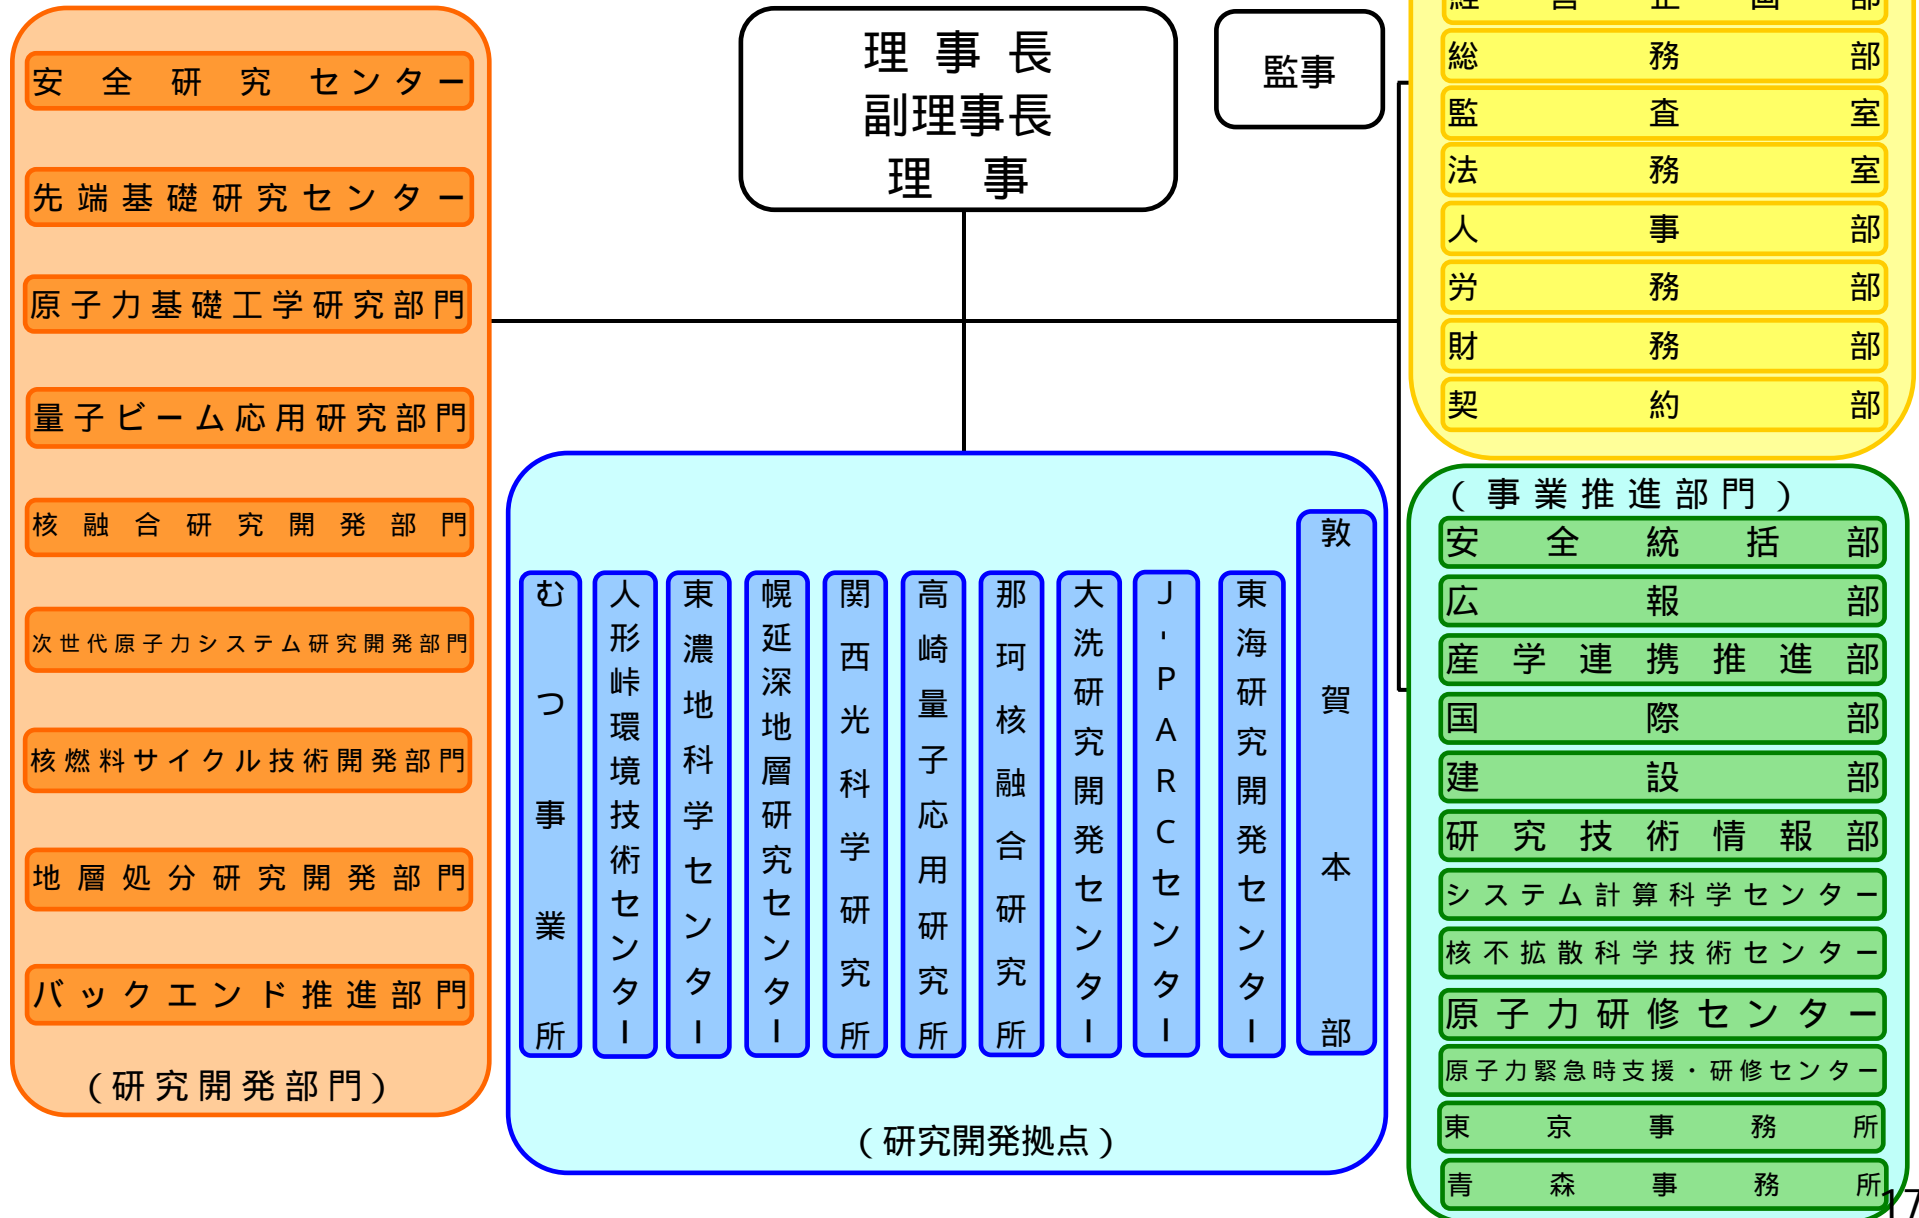 安全研究センター
先端基礎研究センター
原子力基礎工学研究部門
量子ビーム応用研究部門
核融合研究開発部門
次世代原子力システム研究開発部門
核燃料サイクル技術開発部門
地層処分研究開発部門
バックエンド推進部門
(研究開発部門)
理事長
副理事長
理事
監事
経営企画部
総務部
監査室
法務室
人事部
労務部
財務部
契約部
むつ事業所
人形峠環境技術センター
東濃地科学センター
幌延深地層研究センター
関西光科学研究所
高崎量子応用研究所
那珂核融合研究所
大洗研究開発センター
J-PARCセンター
東海研究開発センター
敦賀本部
(研究開発拠点)
(事業推進部門)
安全統括部
広報部
産学連携推進部
国際部
建設部
研究技術情報部
システム計算科学センター
核不拡散科学技術センター
原子力研修センター
原子力緊急時支援・研修センター
東京事務所
青森事務所
17